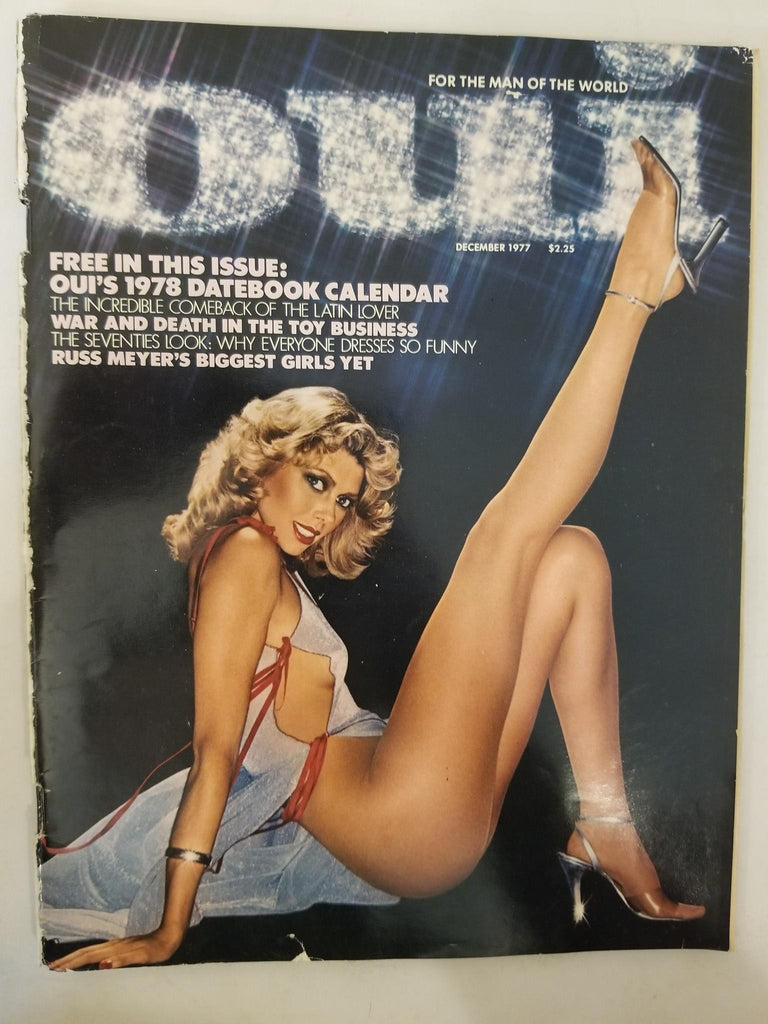 FOR THE MAN OF THE WORLD
oui
DECEMBER 1977 $2.25
FREE IN THIS ISSUE:
OUI'S 1978 DATEBOOK CALENDAR
THE INCREDIBLE COMEBACK OF THE LATIN LOVER
WAR AND DEATH IN THE TOY BUSINESS
THE SEVENTIES LOOK: WHY EVERYONE DRESSES SO FUNNY
RUSS MEYER'S BIGGEST GIRLS YET